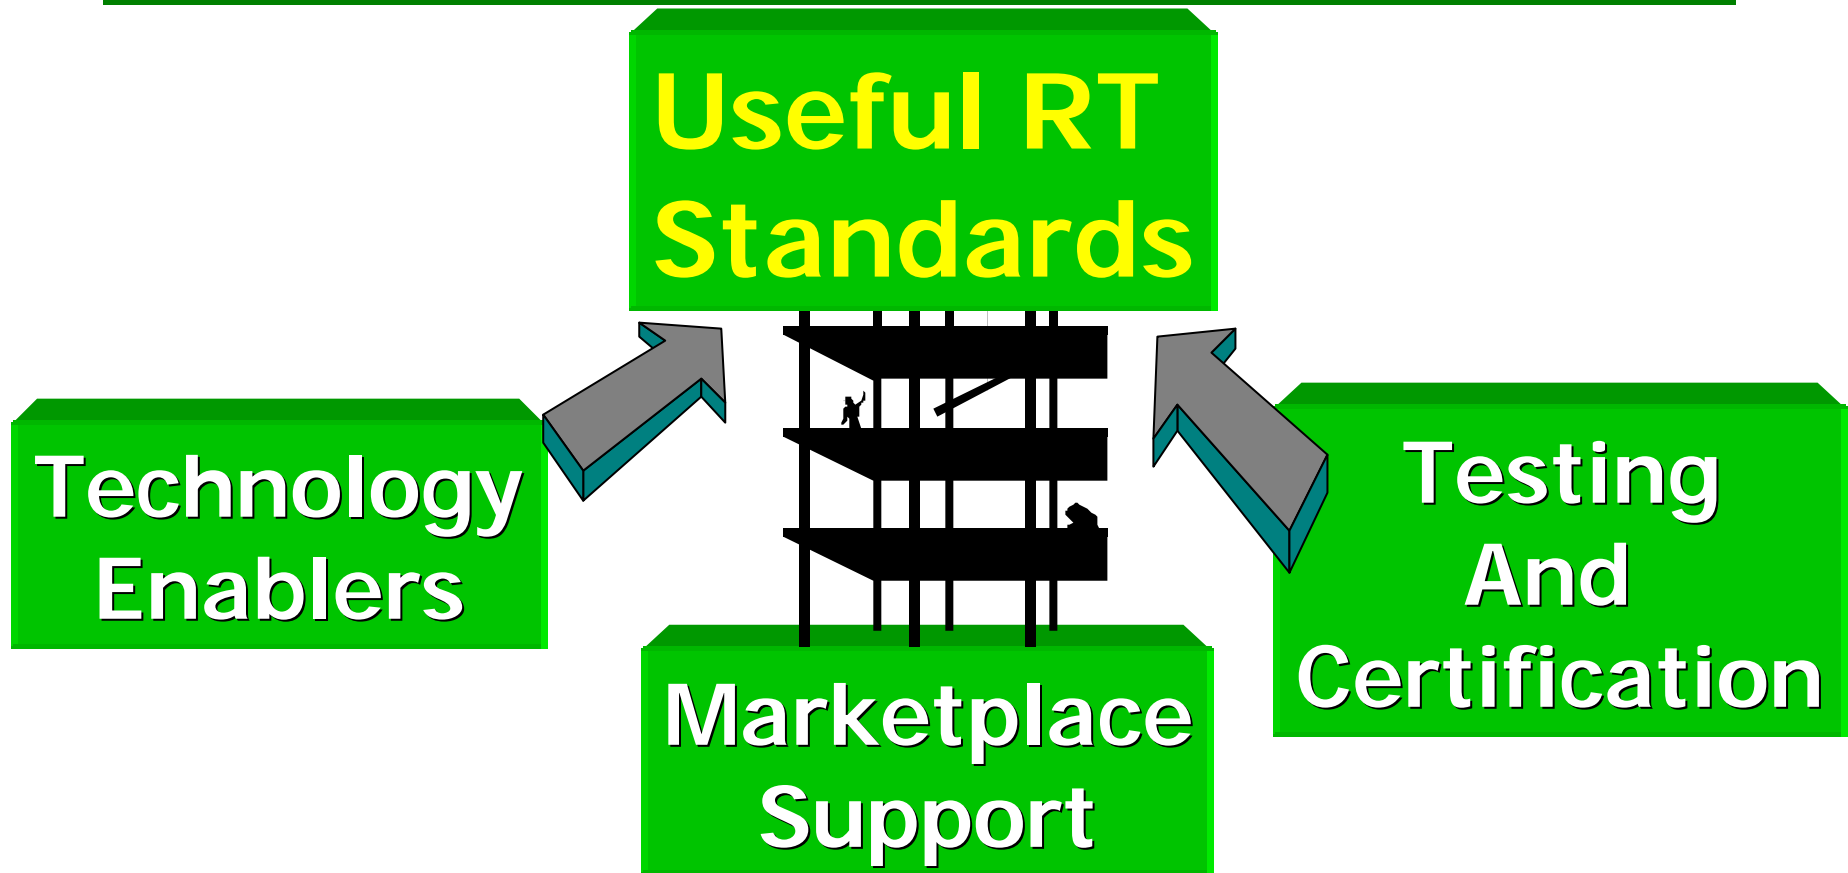 Useful RT
Standards
Technology
Enablers
Testing
And
Certification
Marketplace
Support